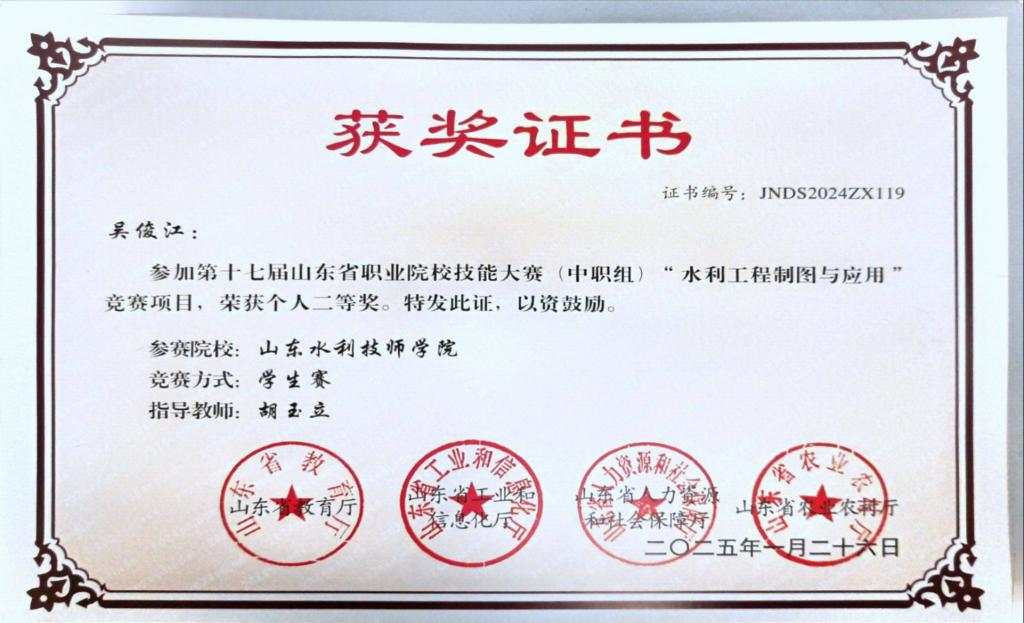 获奖证书
证书编号：JNDS2024ZX119
吴俊江：
参加第十七届山东省职业院校技能大赛（中职组）“水利工程制图与应用”
竞赛项目，荣获个人二等奖。特发此证，以资鼓励。
参赛院校：山东水利技师学院
竞赛方式：学生赛
指导教师：胡玉立
山东省教育厅
山东省工业和信息化厅
山东省人力资源和社会保障厅
山东省农业农村厅
山东省教育厅
山东省工业和
信息化厅
山东省人力资源
和社会保障厅
山东省农业农村厅
二〇二五年一月二十六日